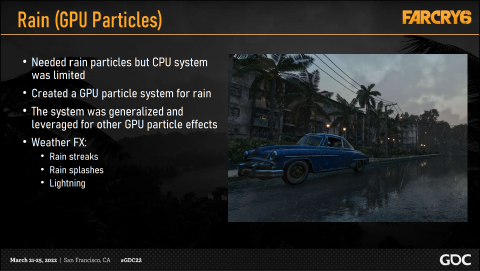 Rain (GPU Particles)
FARCRY6
• Needed rain particles but CPU system
was limited
• Created a GPU particle system for rain
• The system was generalized and
leveraged for other GPU particle effects
• Weather FX:
• Rain streaks
• Rain splashes
• Lightning
March 21-25, 2022 | San Francisco, CA #GDC22
GDC